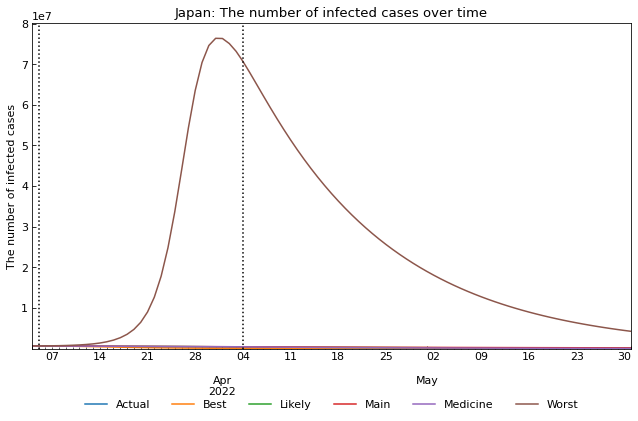 Japan: The number of infected cases over time
1e7
8
7
6
5
4
3
2
1
The number of infected cases
07 14 21 28 04 11 18 25 02 09 16 23 30
Apr May
2022
Actual Best Likely Main Medicine Worst